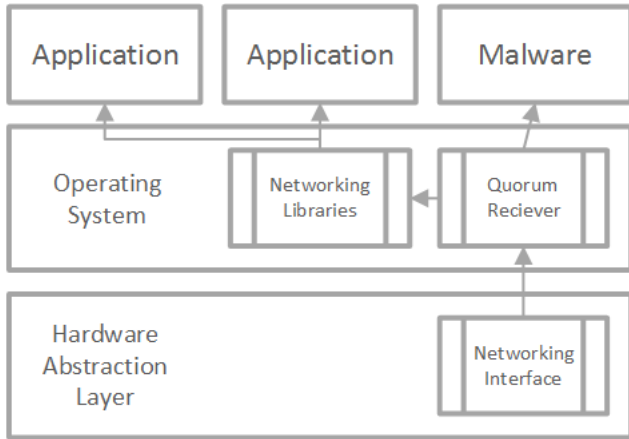 Application
Application
Malware
Operating
System
Networking
Libraries
Quorum
Reciever
Hardware
Abstraction
Layer
Networking
Interface